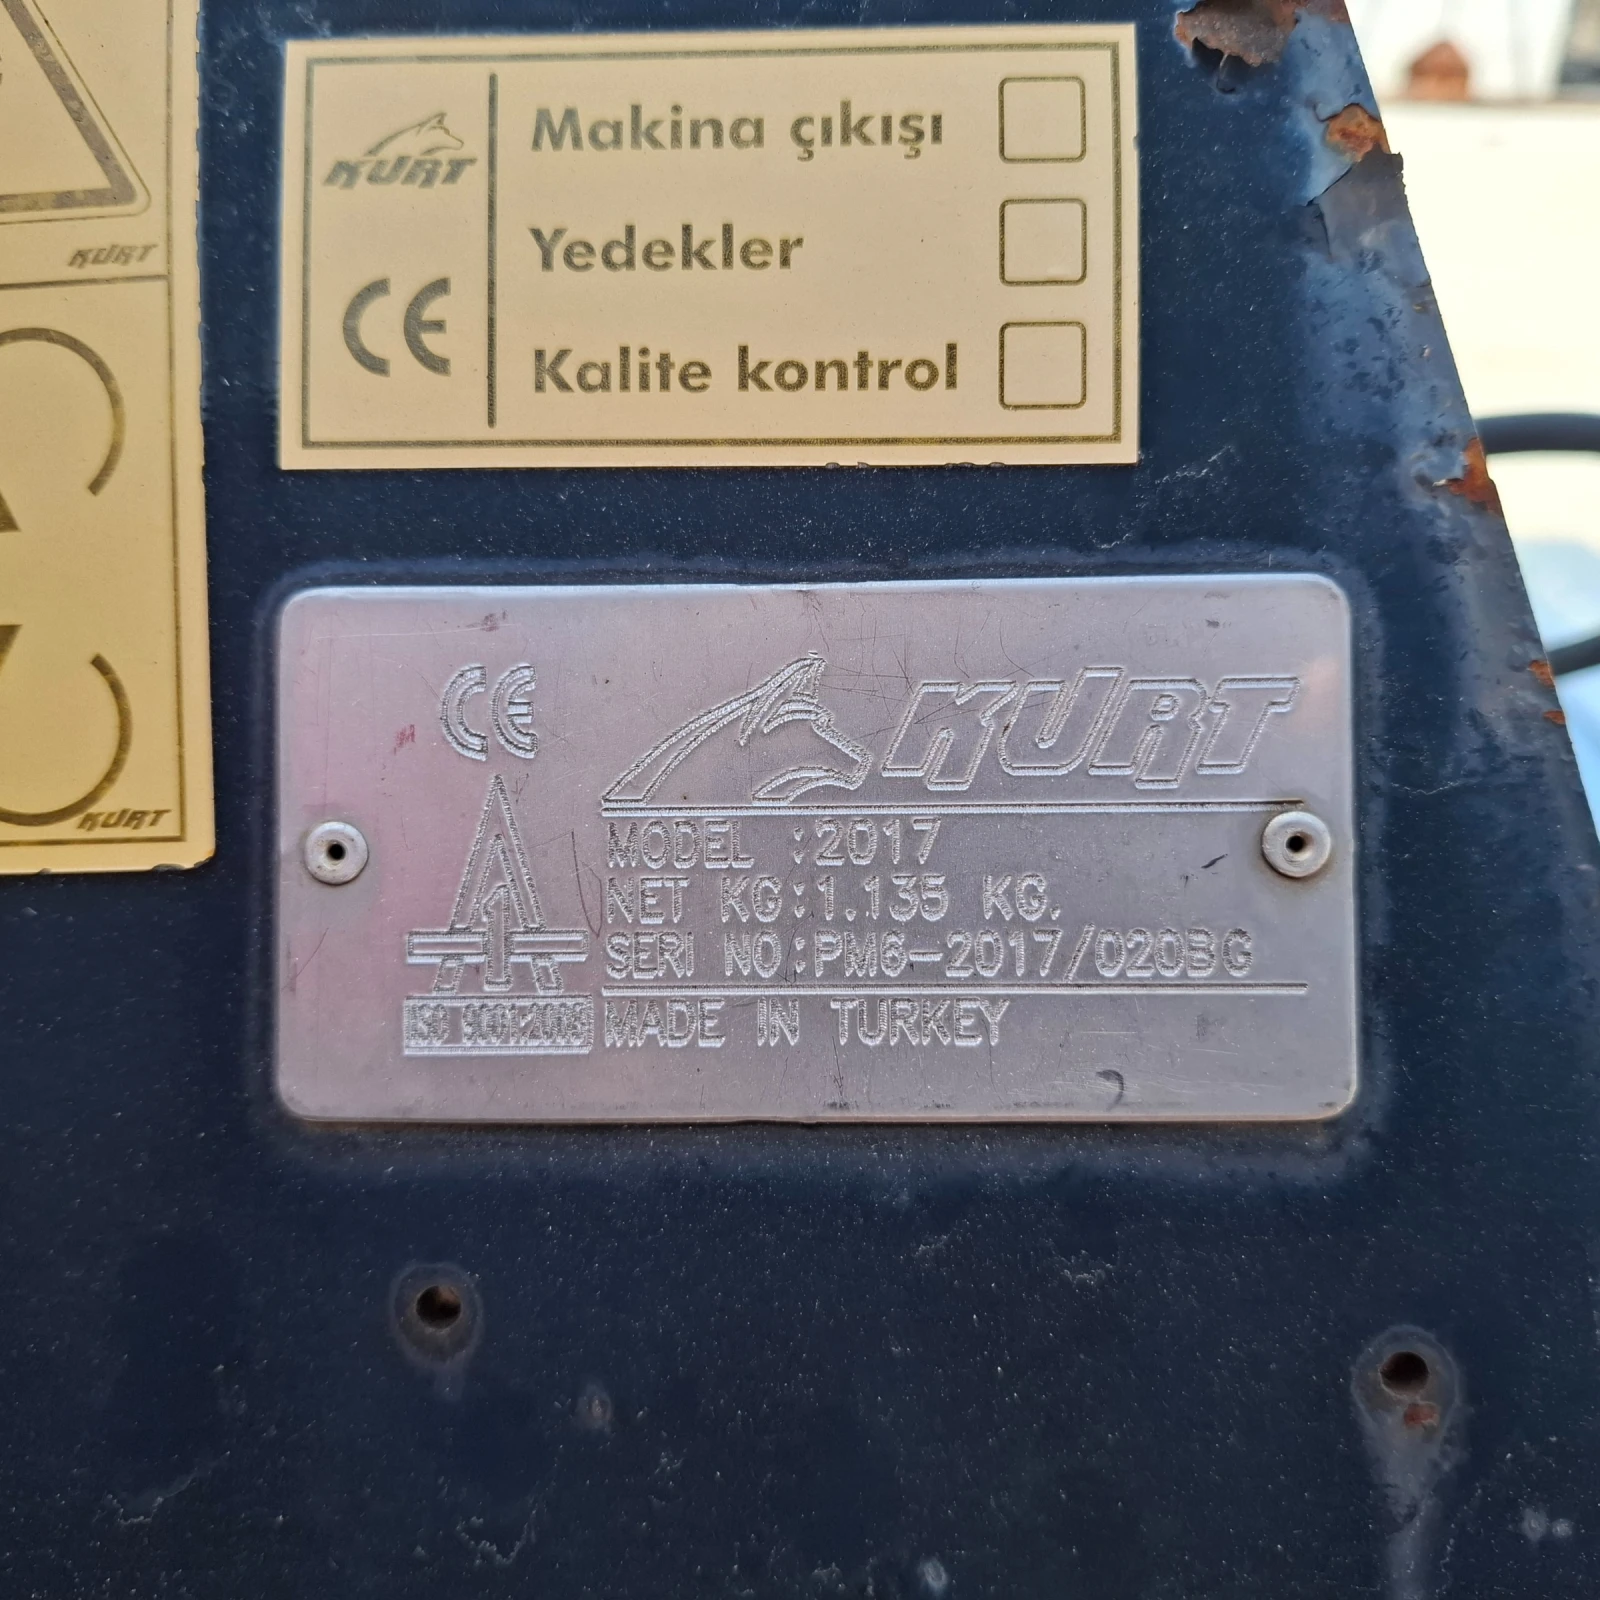 KURT
CE
Makina çıkışı
Yedekler
Kalite kontrol
KURT
KURT
CE
KURT
MODEL :2017
NET KG:1.135 KG.
SERI NO:PM6-2017/020BG
ISO 9001:2008
MADE IN TURKEY